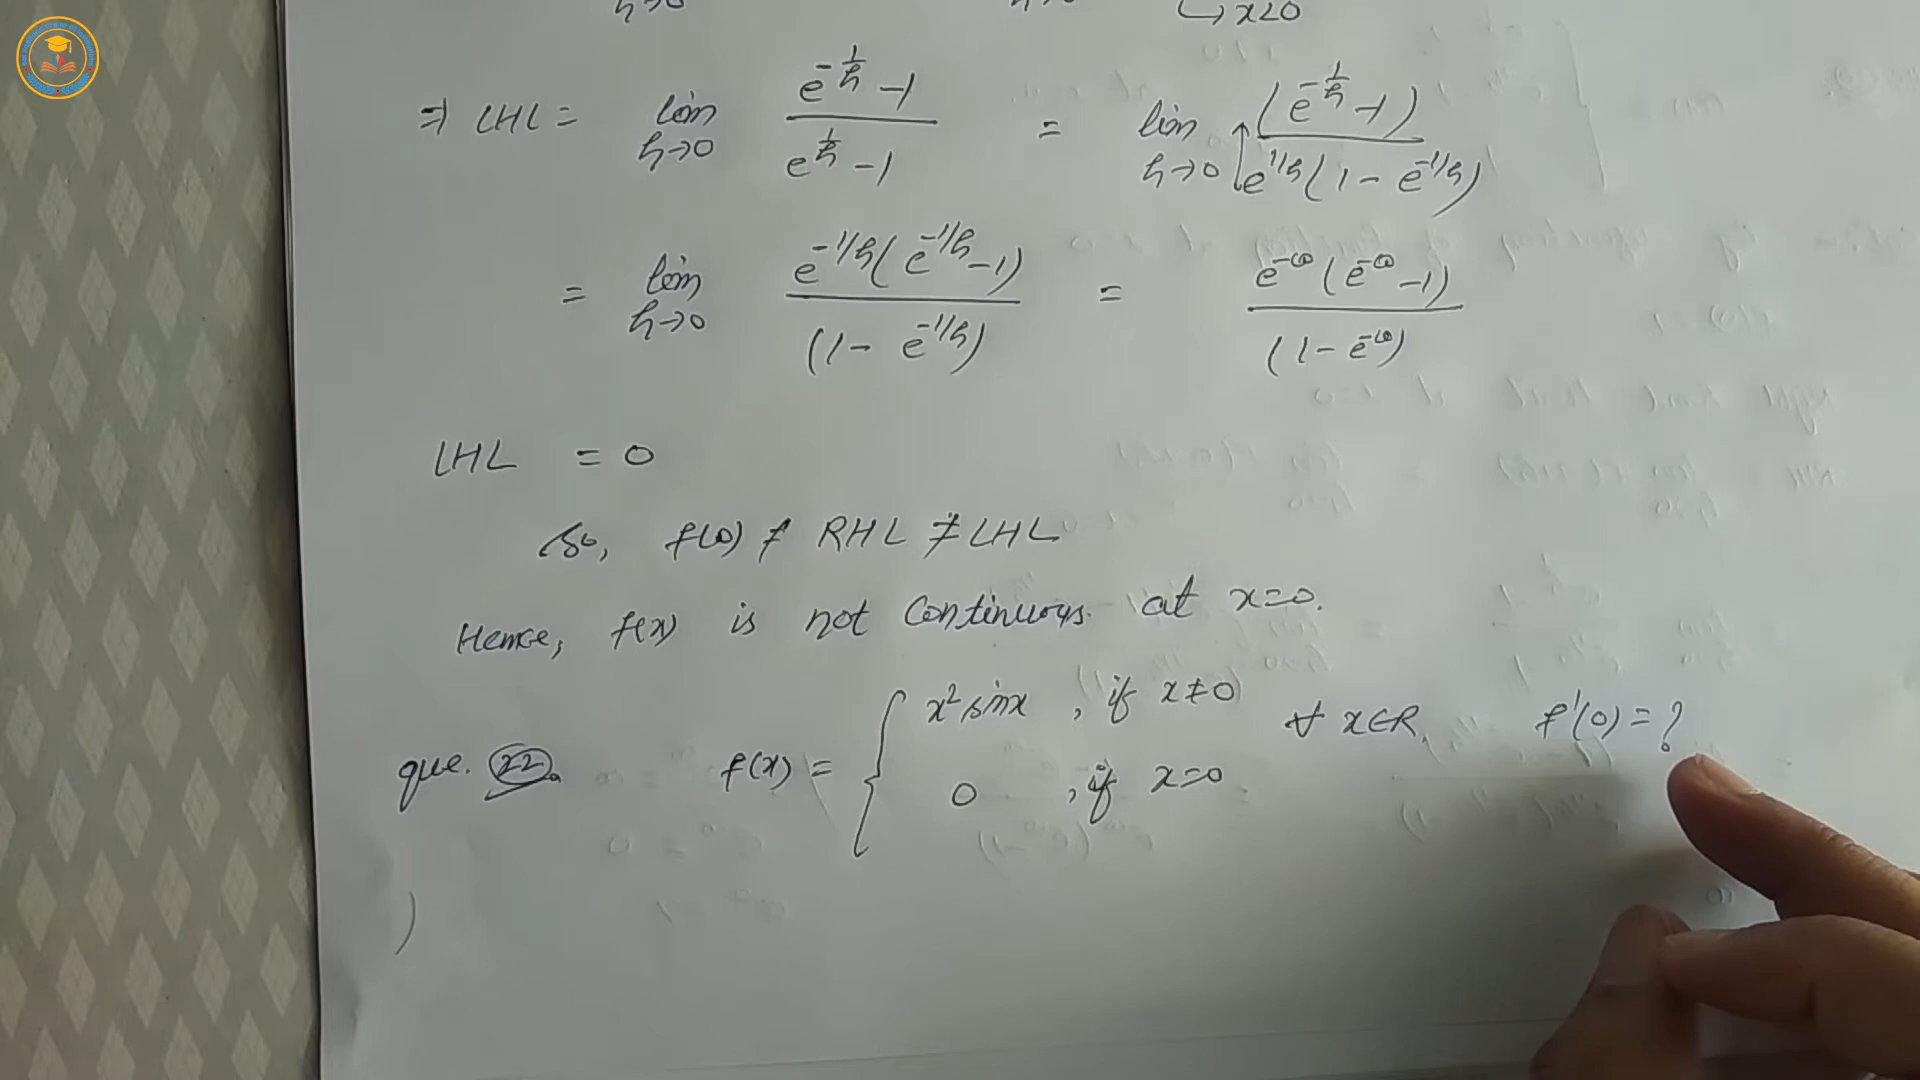 h→0 h→0 ↳ x<0
⇒ LHL = lim h→0 (e^{-1/h} - 1)/(e^{1/h} - 1) = lim h→0 (e^{-1/h} - 1)/(e^{1/h}(1 - e^{-1/h}))
= lim h→0 e^{-1/h}(e^{-1/h} - 1)/(1 - e^{-1/h}) = e^{-∞}(e^{-∞} - 1)/(1 - e^{-∞})
LHL = 0
So, f(0) ≠ RHL ≠ LHL
Hence, f(x) is not continuous at x=0.
que. 22. f(x) = { x² sinx , if x≠0 ∀ x∈R, f'(0) = ?
0 , if x=0
)